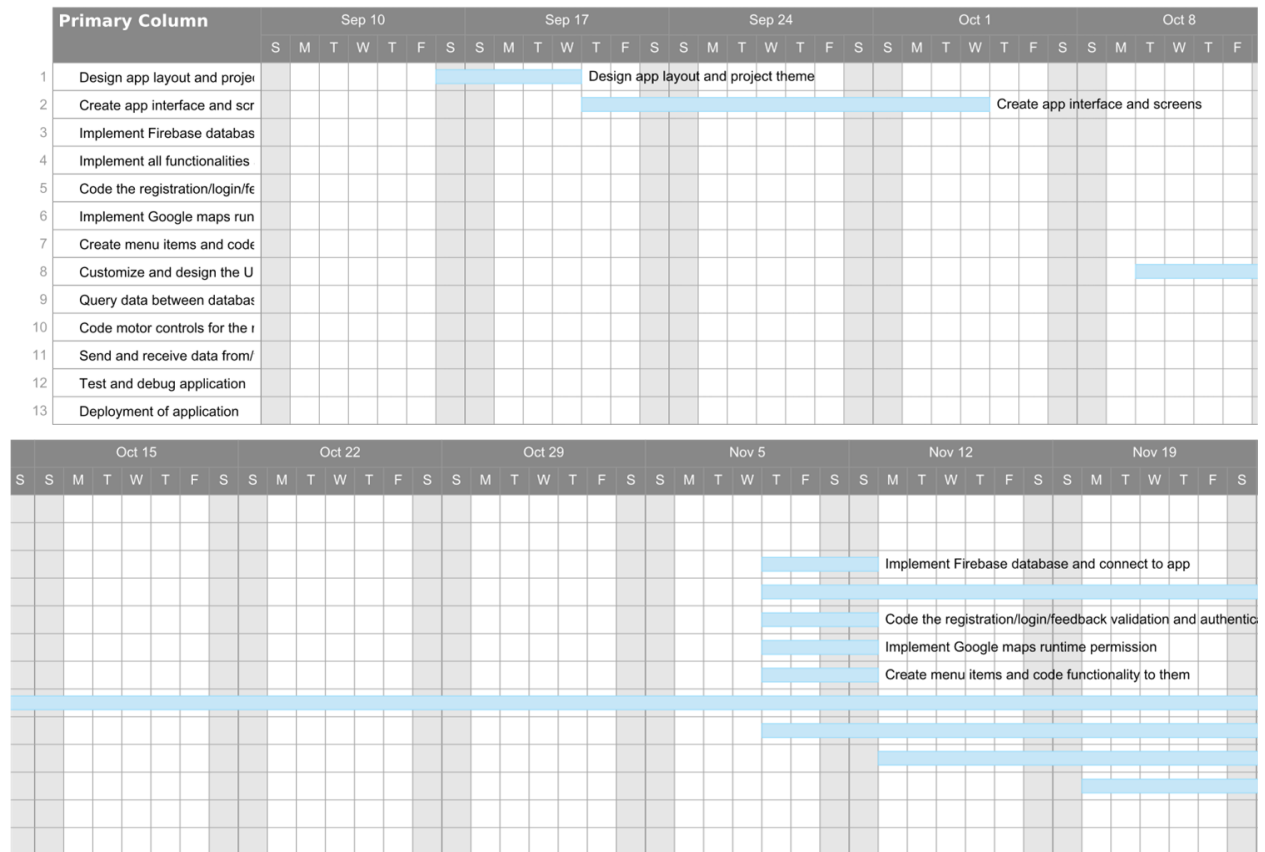 Primary Column
Sep 10 Sep 17 Sep 24 Oct 1 Oct 8
S M T W T F S S M T W T F S S M T W T F S S M T W T F S S M T W T F
1 Design app layout and projec Design app layout and project theme
2 Create app interface and scr Create app interface and screens
3 Implement Firebase databas
4 Implement all functionalities
5 Code the registration/login/fe
6 Implement Google maps run
7 Create menu items and code
8 Customize and design the U
9 Query data between databas
10 Code motor controls for the r
11 Send and receive data from/
12 Test and debug application
13 Deployment of application
Oct 15 Oct 22 Oct 29 Nov 5 Nov 12 Nov 19
S S M T W T F S S M T W T F S S M T W T F S S M T W T F S S M T W T F S S M T W T F S
Implement Firebase database and connect to app
Code the registration/login/feedback validation and authentica
Implement Google maps runtime permission
Create menu items and code functionality to them